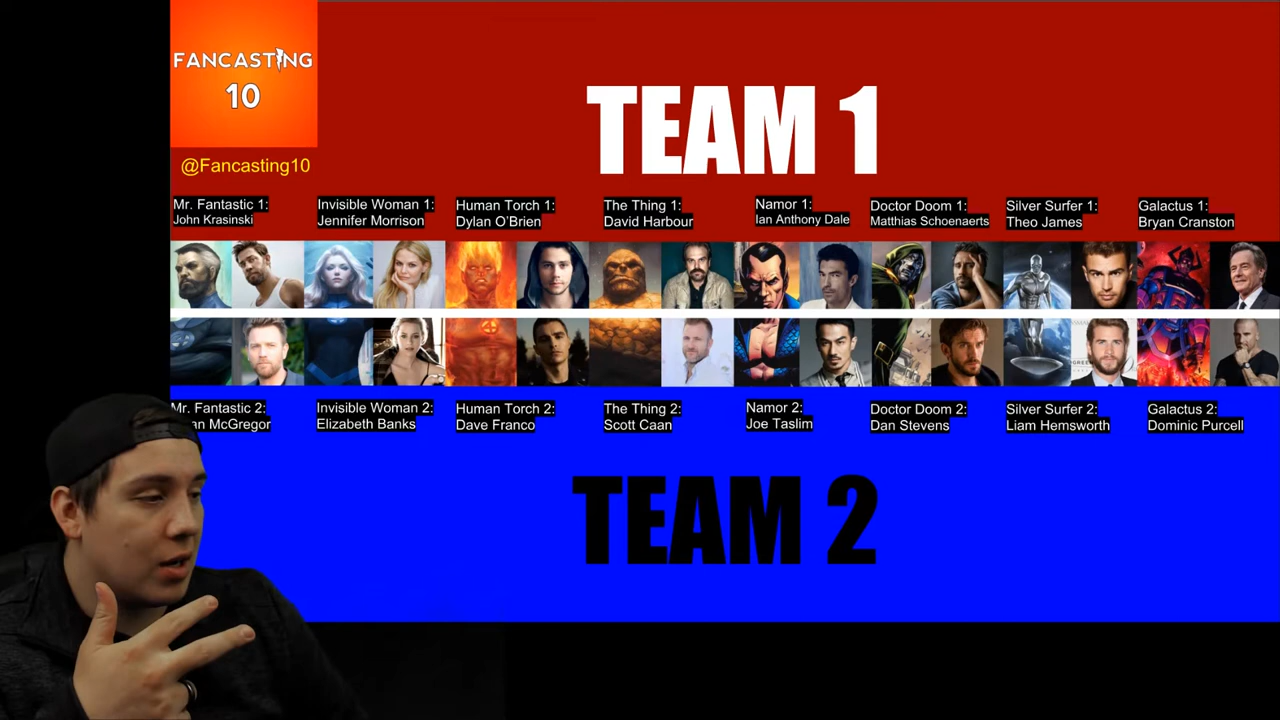 FANCASTING
10
@Fancasting10
TEAM 1
Mr. Fantastic 1:
John Krasinski
Invisible Woman 1:
Jennifer Morrison
Human Torch 1:
Dylan O'Brien
The Thing 1:
David Harbour
Namor 1:
Ian Anthony Dale
Doctor Doom 1:
Matthias Schoenaerts
Silver Surfer 1:
Theo James
Galactus 1:
Bryan Cranston
Mr. Fantastic 2:
McGregor
Invisible Woman 2:
Elizabeth Banks
Human Torch 2:
Dave Franco
The Thing 2:
Scott Caan
Namor 2:
Joe Taslim
Doctor Doom 2:
Dan Stevens
Silver Surfer 2:
Liam Hemsworth
Galactus 2:
Dominic Purcell
TEAM 2